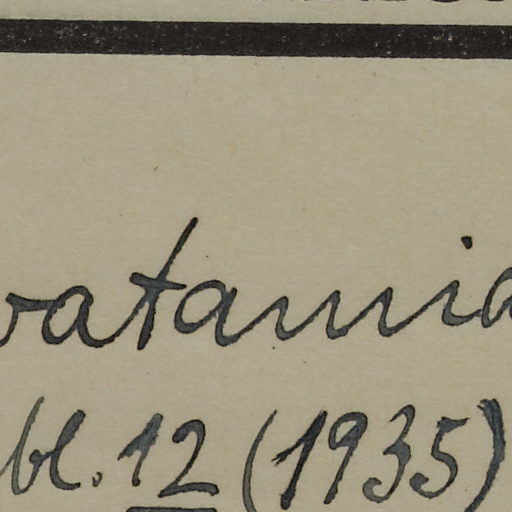 vatamia
bl. 12 (1935)